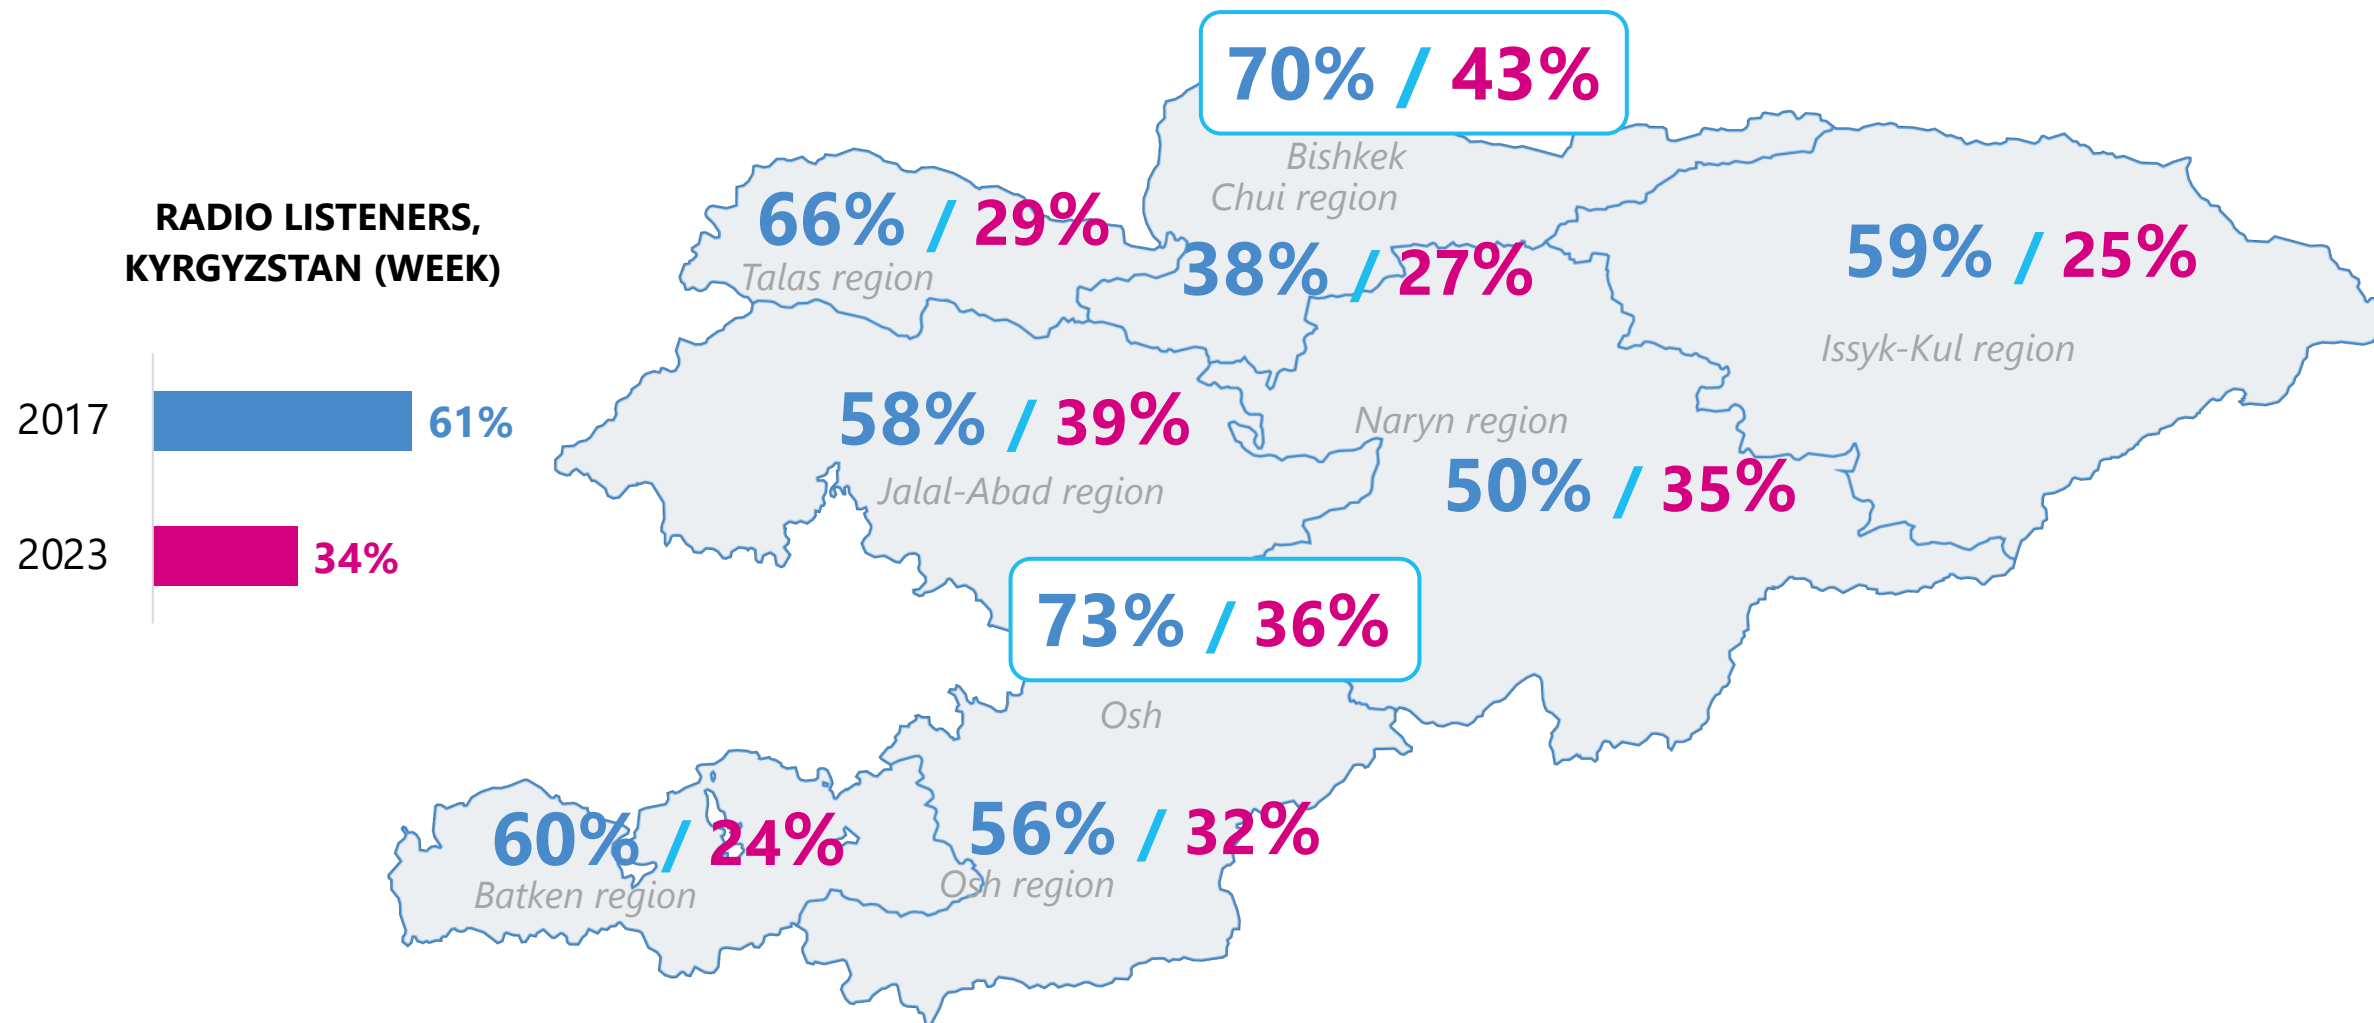 RADIO LISTENERS,
KYRGYZSTAN (WEEK)
2017 61%
2023 34%
70% / 43%
Bishkek
Chui region
38% / 27%
66% / 29%
Talas region
59% / 25%
Issyk-Kul region
58% / 39%
Jalal-Abad region
Naryn region
50% / 35%
73% / 36%
Osh
56% / 32%
Osh region
60% / 24%
Batken region